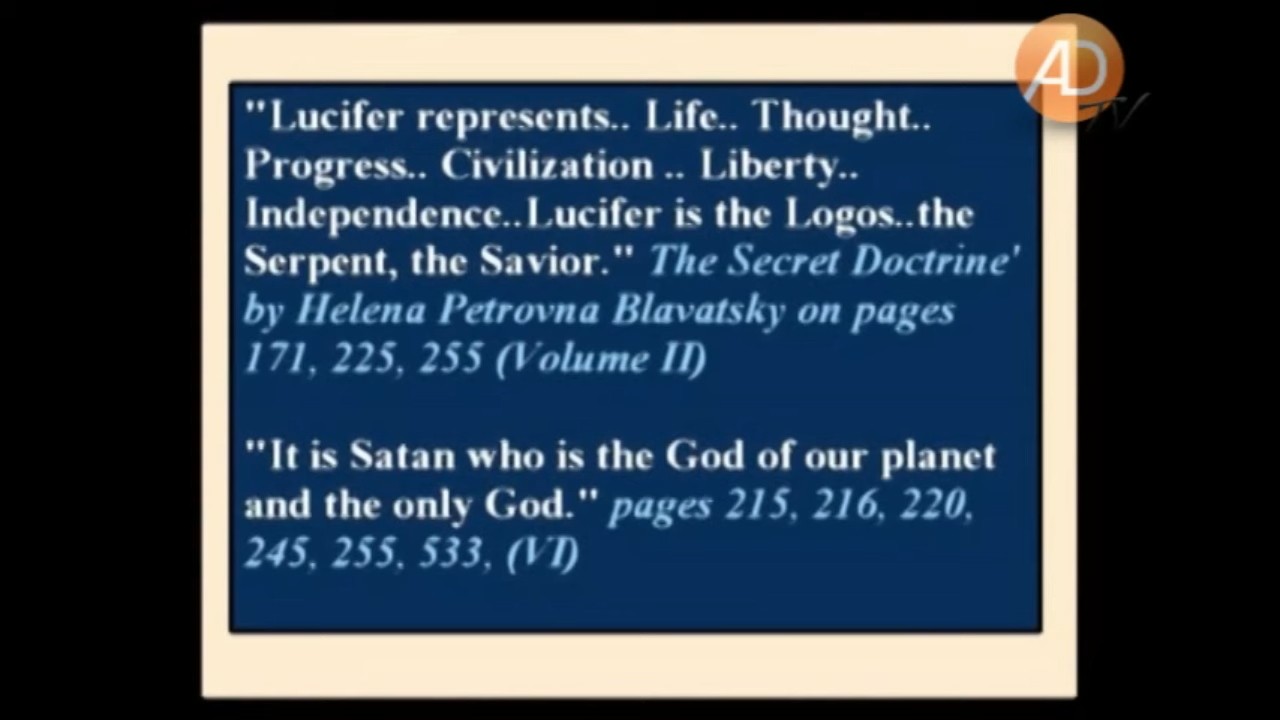 AD
TV
"Lucifer represents.. Life.. Thought..
Progress.. Civilization .. Liberty..
Independence..Lucifer is the Logos..the
Serpent, the Savior." The Secret Doctrine'
by Helena Petrovna Blavatsky on pages
171, 225, 255 (Volume II)
"It is Satan who is the God of our planet
and the only God." pages 215, 216, 220,
245, 255, 533, (VI)